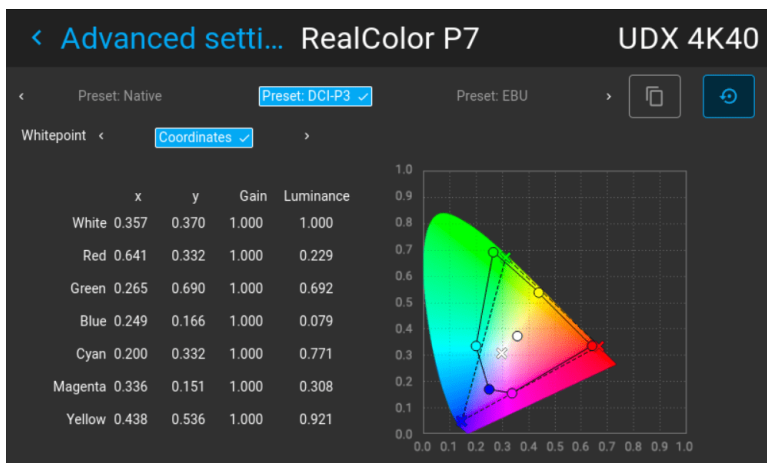 Advanced setti... RealColor P7 UDX 4K40
Preset: Native Preset: DCI-P3 Preset: EBU
Whitepoint Coordinates
x y Gain Luminance
White 0.357 0.370 1.000 1.000
Red 0.641 0.332 1.000 0.229
Green 0.265 0.690 1.000 0.692
Blue 0.249 0.166 1.000 0.079
Cyan 0.200 0.332 1.000 0.771
Magenta 0.336 0.151 1.000 0.308
Yellow 0.438 0.536 1.000 0.921
1.0
0.9
0.8
0.7
0.6
0.5
0.4
0.3
0.2
0.1
0.0
0.0 0.1 0.2 0.3 0.4 0.5 0.6 0.7 0.8 0.9 1.0